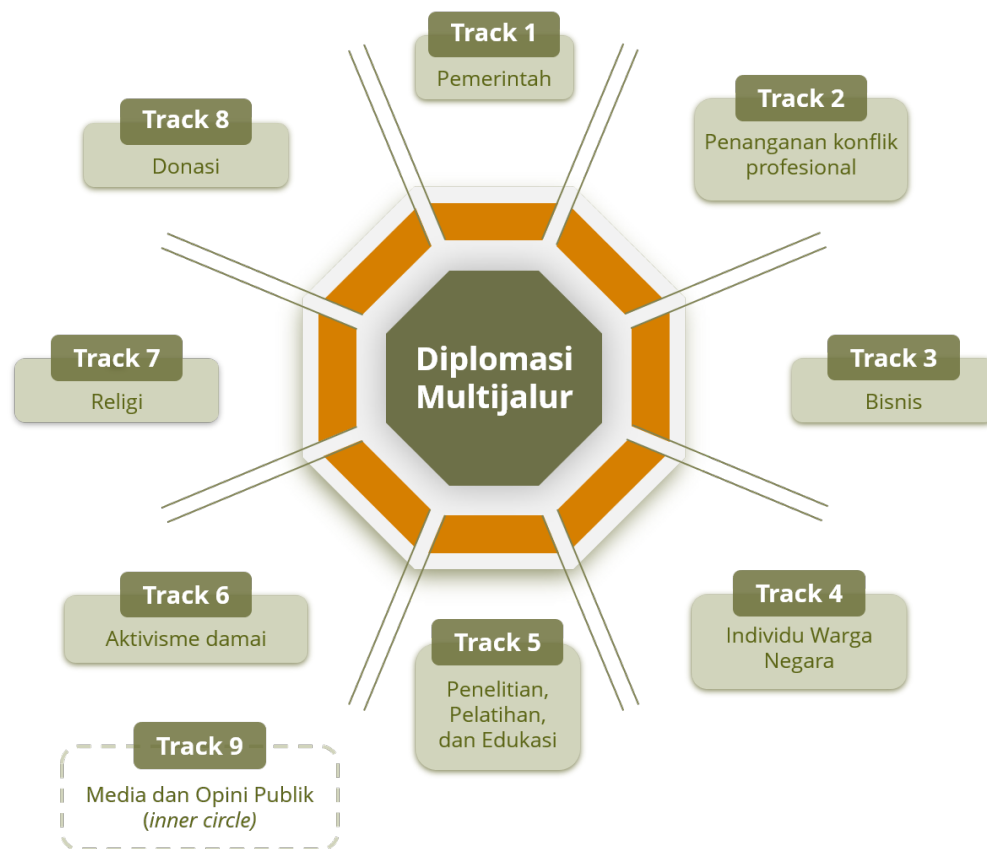 Track 1
Pemerintah
Track 2
Penanganan konflik
profesional
Track 3
Bisnis
Track 4
Individu Warga
Negara
Track 5
Penelitian,
Pelatihan,
dan Edukasi
Track 6
Aktivisme damai
Track 7
Religi
Track 8
Donasi
Track 9
Media dan Opini Publik
(inner circle)
Diplomasi
Multijalur